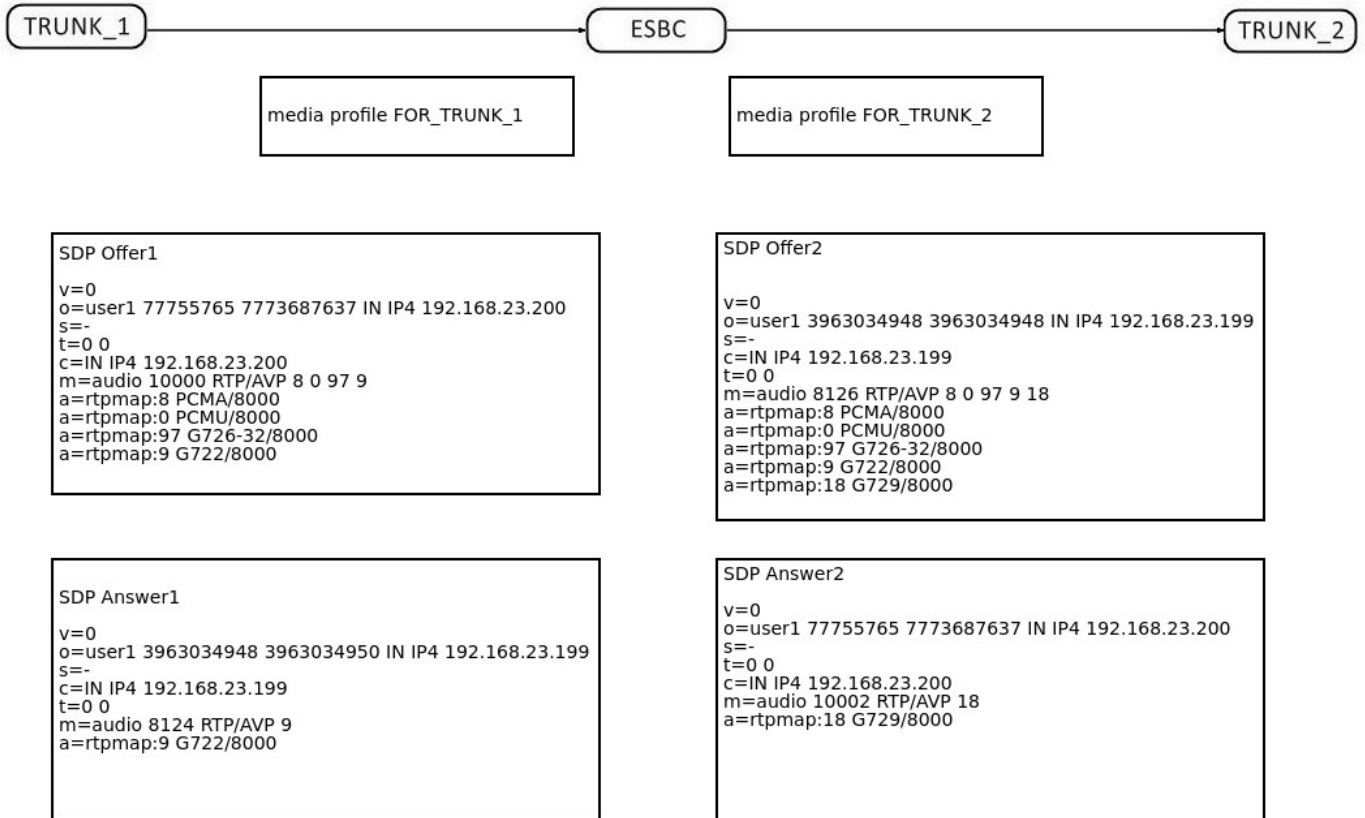 TRUNK_1
ESBC
TRUNK_2
media profile FOR_TRUNK_1
media profile FOR_TRUNK_2
SDP Offer1
v=0
o=user1 77755765 7773687637 IN IP4 192.168.23.200
s=-
t=0 0
c=IN IP4 192.168.23.200
m=audio 10000 RTP/AVP 8 0 97 9
a=rtpmap:8 PCMA/8000
a=rtpmap:0 PCMU/8000
a=rtpmap:97 G726-32/8000
a=rtpmap:9 G722/8000
SDP Offer2
v=0
o=user1 3963034948 3963034948 IN IP4 192.168.23.199
s=-
c=IN IP4 192.168.23.199
t=0 0
m=audio 8126 RTP/AVP 8 0 97 9 18
a=rtpmap:8 PCMA/8000
a=rtpmap:0 PCMU/8000
a=rtpmap:97 G726-32/8000
a=rtpmap:9 G722/8000
a=rtpmap:18 G729/8000
SDP Answer1
v=0
o=user1 3963034948 3963034950 IN IP4 192.168.23.199
s=-
c=IN IP4 192.168.23.199
t=0 0
m=audio 8124 RTP/AVP 9
a=rtpmap:9 G722/8000
SDP Answer2
v=0
o=user1 77755765 7773687637 IN IP4 192.168.23.200
s=-
t=0 0
c=IN IP4 192.168.23.200
m=audio 10002 RTP/AVP 18
a=rtpmap:18 G729/8000